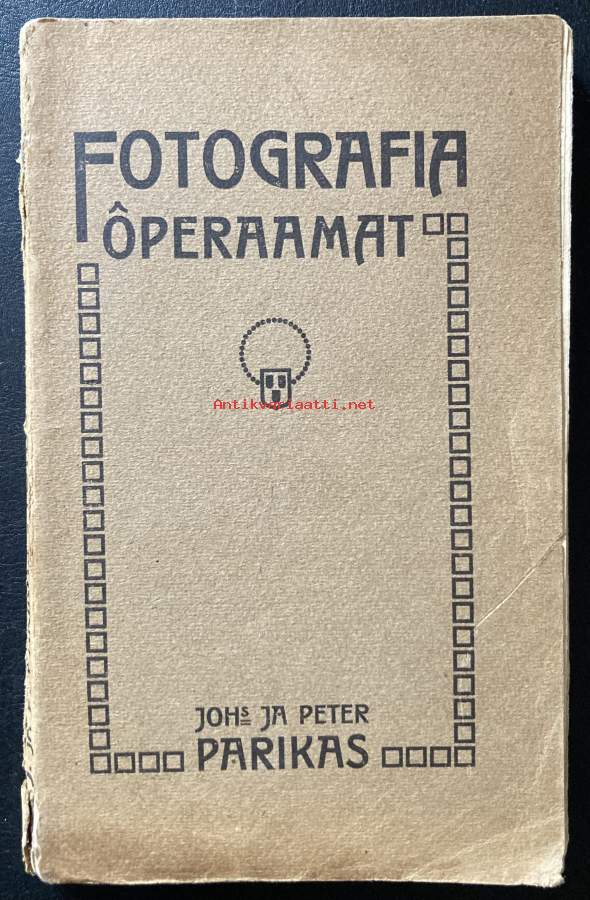 FOTOGRAFIA
ÔPERAAMAT
Antikvariaatti.net
JOHS JA PETER
PARIKAS